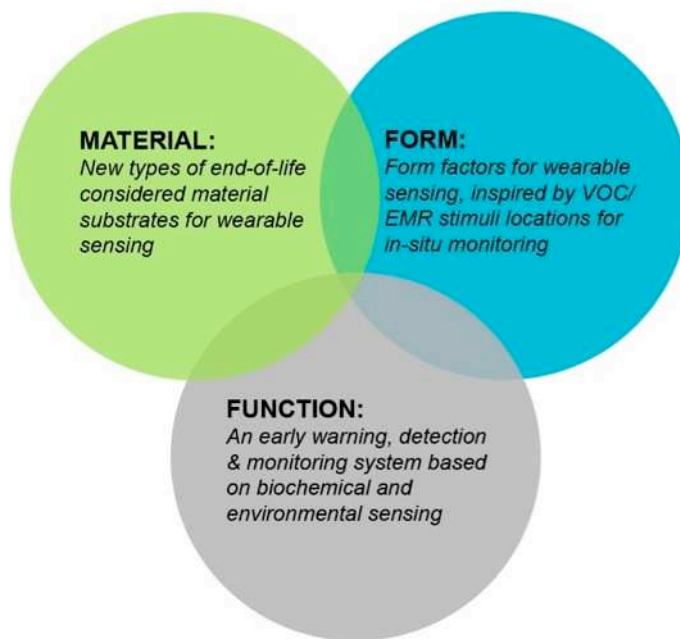 MATERIAL:
New types of end-of-life
considered material
substrates for wearable
sensing
FORM:
Form factors for wearable
sensing, inspired by VOC/
EMR stimuli locations for
in-situ monitoring
FUNCTION:
An early warning, detection
& monitoring system based
on biochemical and
environmental sensing